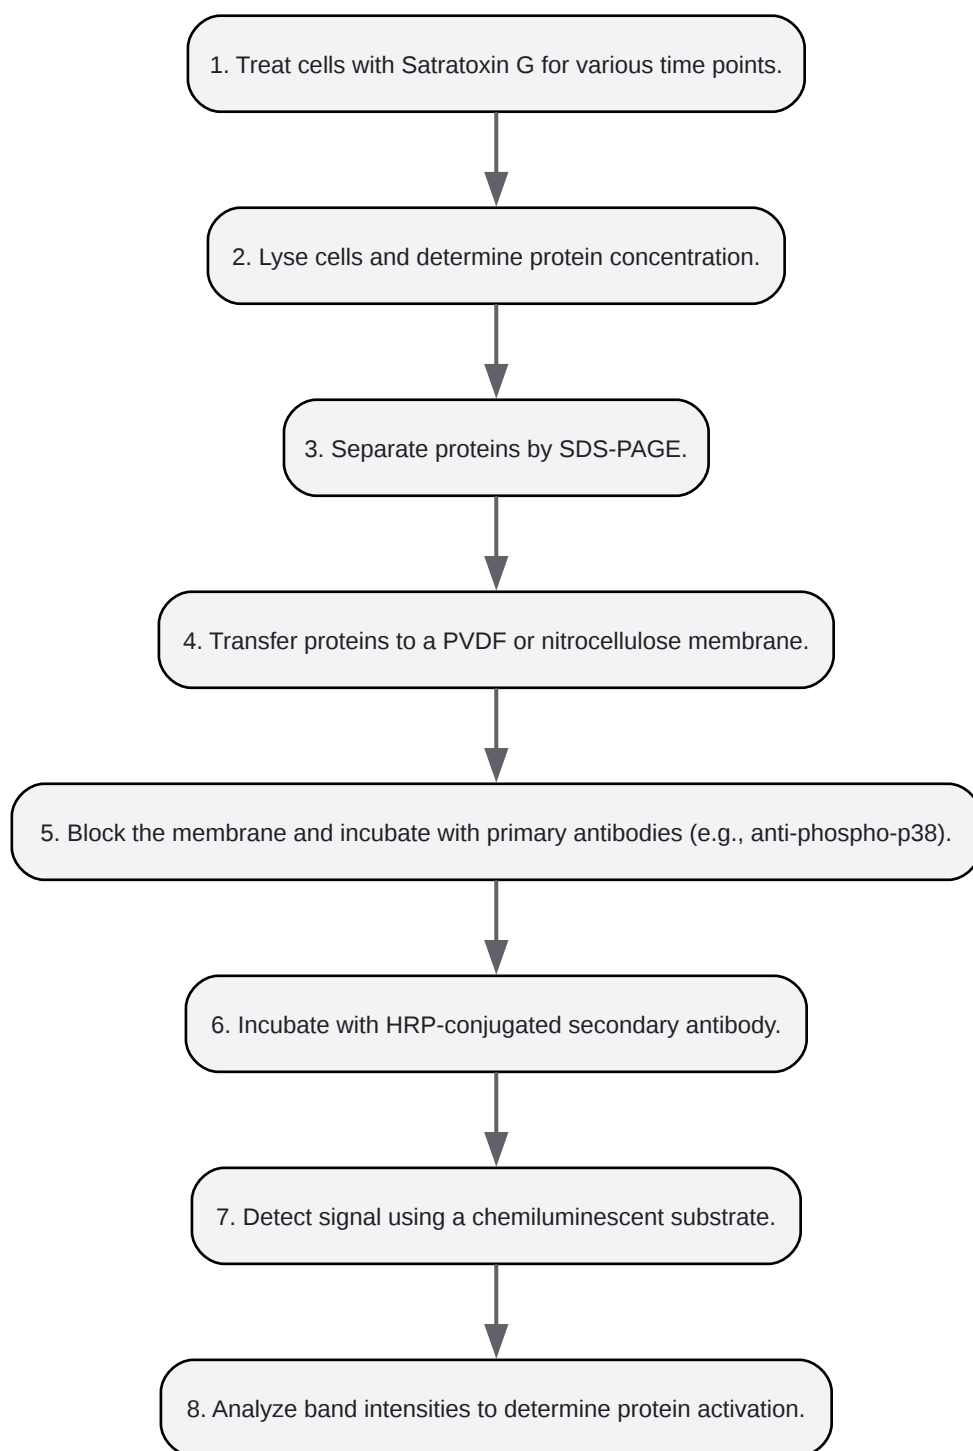 1. Treat cells with Satratoxin G for various time points.
2. Lyse cells and determine protein concentration.
3. Separate proteins by SDS-PAGE.
4. Transfer proteins to a PVDF or nitrocellulose membrane.
5. Block the membrane and incubate with primary antibodies (e.g., anti-phospho-p38).
6. Incubate with HRP-conjugated secondary antibody.
7. Detect signal using a chemiluminescent substrate.
8. Analyze band intensities to determine protein activation.